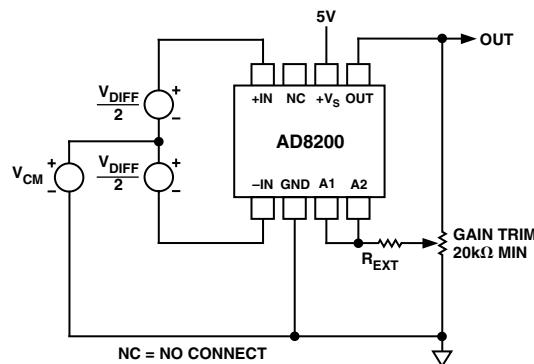 5V
OUT
+IN NC +VS OUT
VDIFF
2
AD8200
VCM
VDIFF
2
-IN GND A1 A2
GAIN TRIM
20kΩ MIN
REXT
NC = NO CONNECT